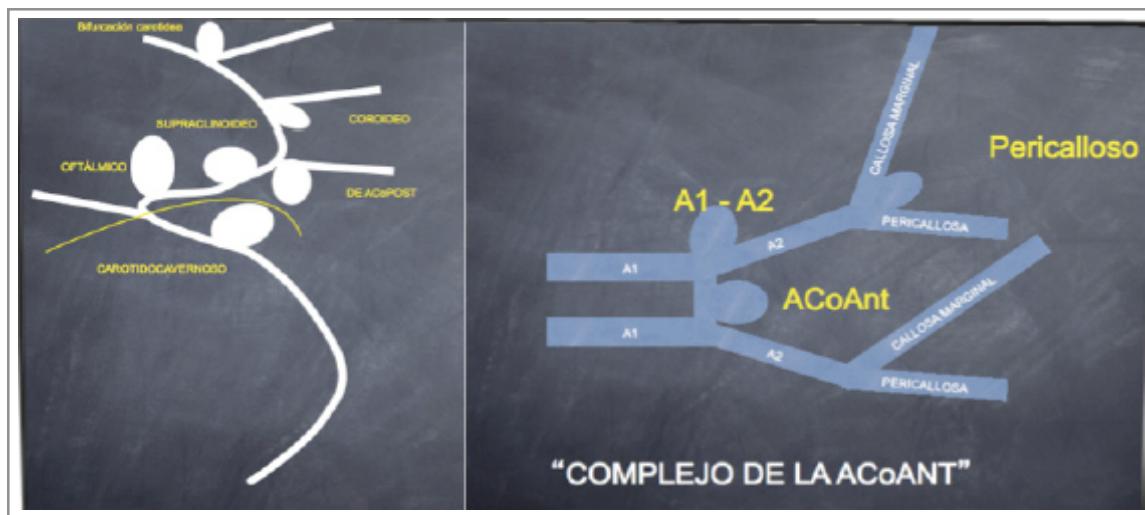 Bifurcación carotidea
SUPRACLINOIDEO
COROIDEO
OFTÁLMICO
DE ACoPOST
CAROTIDOCAVERNOSO
CALLOSA MARGINAL
Pericalloso
A1 - A2
A2
PERICALLOSA
A1
ACoAnt
CALLOSA MARGINAL
A1
A2
PERICALLOSA
“COMPLEJO DE LA ACoANT”